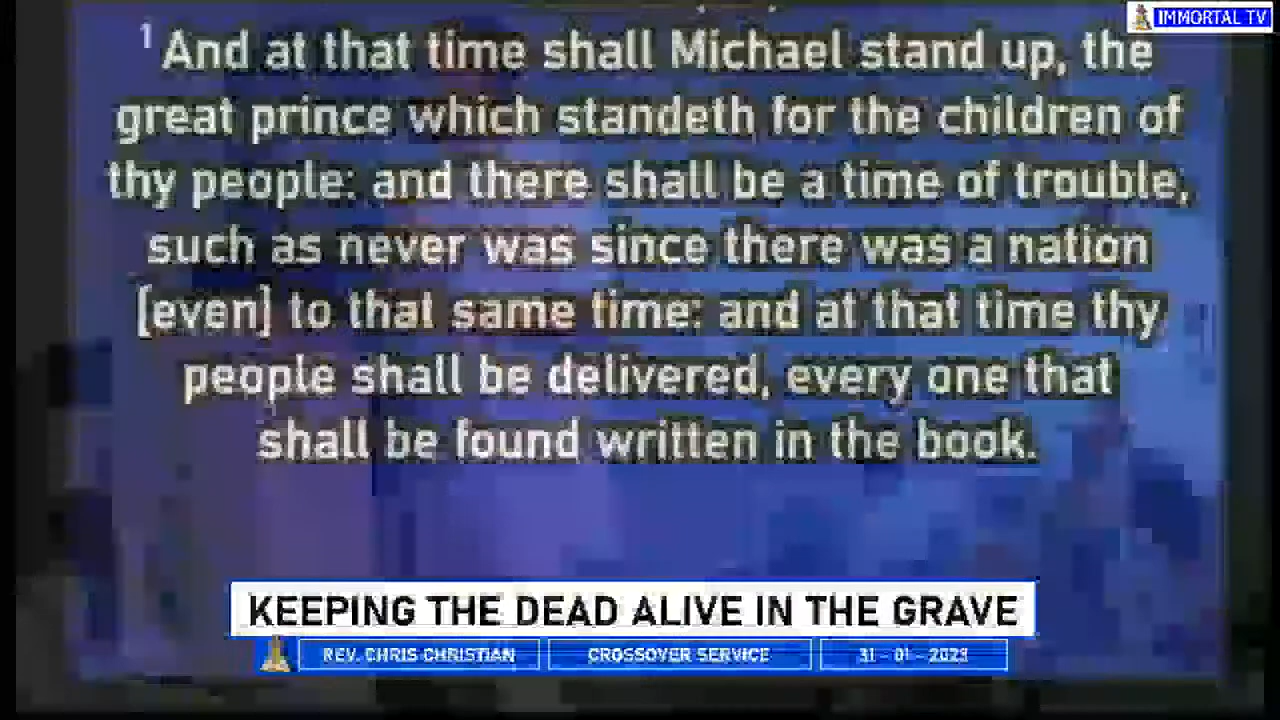 IMMORTAL TV
1 And at that time shall Michael stand up, the
great prince which standeth for the children of
thy people: and there shall be a time of trouble,
such as never was since there was a nation
[even] to that same time: and at that time thy
people shall be delivered, every one that
shall be found written in the book.
KEEPING THE DEAD ALIVE IN THE GRAVE
REV. CHRIS CHRISTIAN
CROSSOVER SERVICE
31 - 01 - 2023